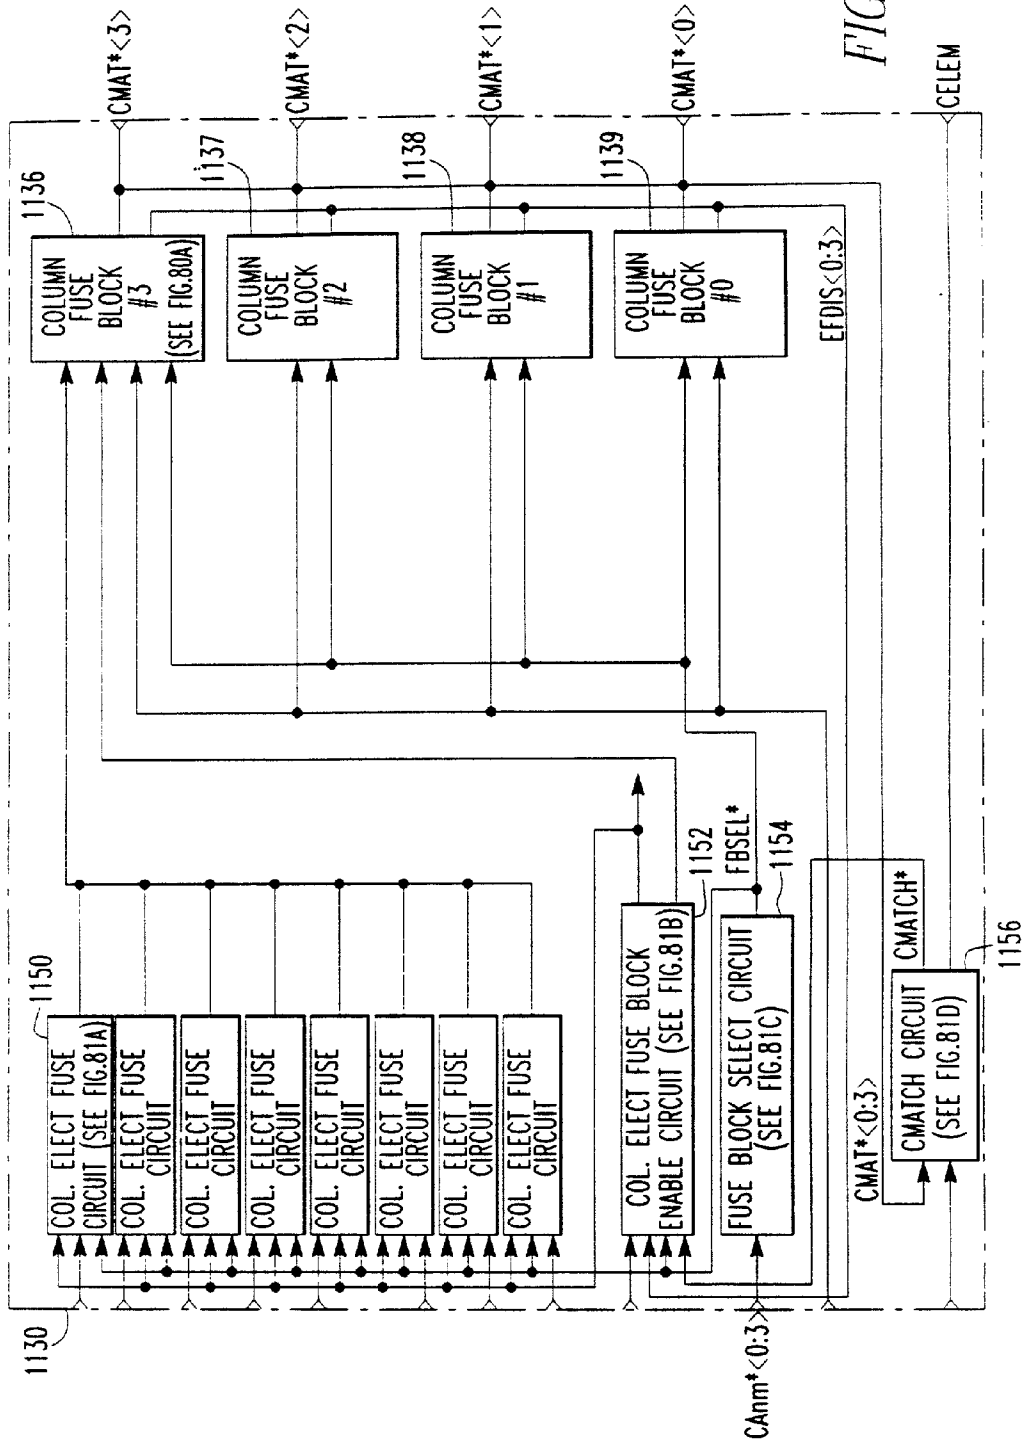 1130
1150
COL. ELECT FUSE
CIRCUIT (SEE FIG.81A)
COL. ELECT FUSE
CIRCUIT
COL. ELECT FUSE
CIRCUIT
COL. ELECT FUSE
CIRCUIT
COL. ELECT FUSE
CIRCUIT
COL. ELECT FUSE
CIRCUIT
COL. ELECT FUSE
CIRCUIT
COL. ELECT FUSE
CIRCUIT
COL. ELECT FUSE BLOCK
ENABLE CIRCUIT (SEE FIG.81B)
1152
FBSEL*
FUSE BLOCK SELECT CIRCUIT
(SEE FIG.81C)
1154
CAnm*<0:3>
CMAT*<0:3>
CMATCH*
CMATCH CIRCUIT
(SEE FIG.81D)
1156
1136
COLUMN
FUSE
BLOCK
#3
(SEE FIG.80A)
CMAT*<3>
1137
COLUMN
FUSE
BLOCK
#2
CMAT*<2>
1138
COLUMN
FUSE
BLOCK
#1
CMAT*<1>
1139
COLUMN
FUSE
BLOCK
#0
CMAT*<0>
EFDIS<0:3>
CELEM
FIG